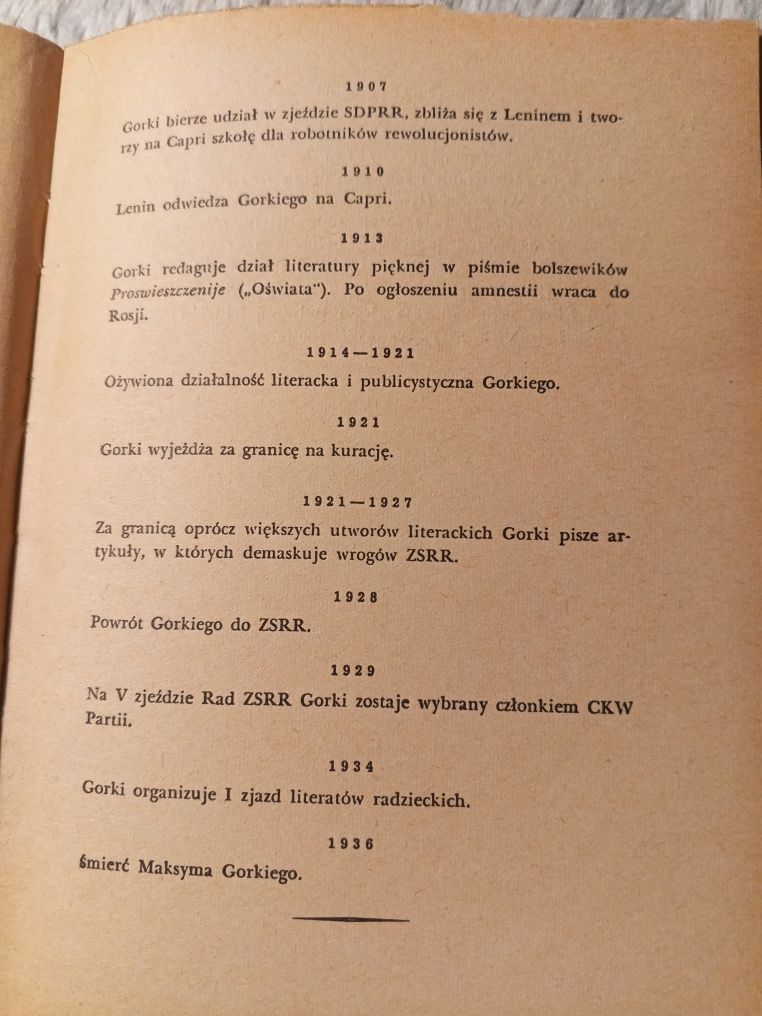 1907
Gorki bierze udział w zjeździe SDPRR, zbliża się z Leninem i two-
rzy na Capri szkołę dla robotników rewolucjonistów.
1910
Lenin odwiedza Gorkiego na Capri.
1913
Gorki redaguje dział literatury pięknej w piśmie bolszewików
Proswieszczenije („Oświata"). Po ogłoszeniu amnestii wraca do
Rosji.
1914—1921
Ożywiona działalność literacka i publicystyczna Gorkiego.
1921
Gorki wyjeżdża za granicę na kurację.
1921—1927
Za granicą oprócz większych utworów literackich Gorki pisze ar-
tykuły, w których demaskuje wrogów ZSRR.
1928
Powrót Gorkiego do ZSRR.
1929
Na V zjeździe Rad ZSRR Gorki zostaje wybrany członkiem CKW
Partii.
1934
Gorki organizuje I zjazd literatów radzieckich.
1936
Śmierć Maksyma Gorkiego.